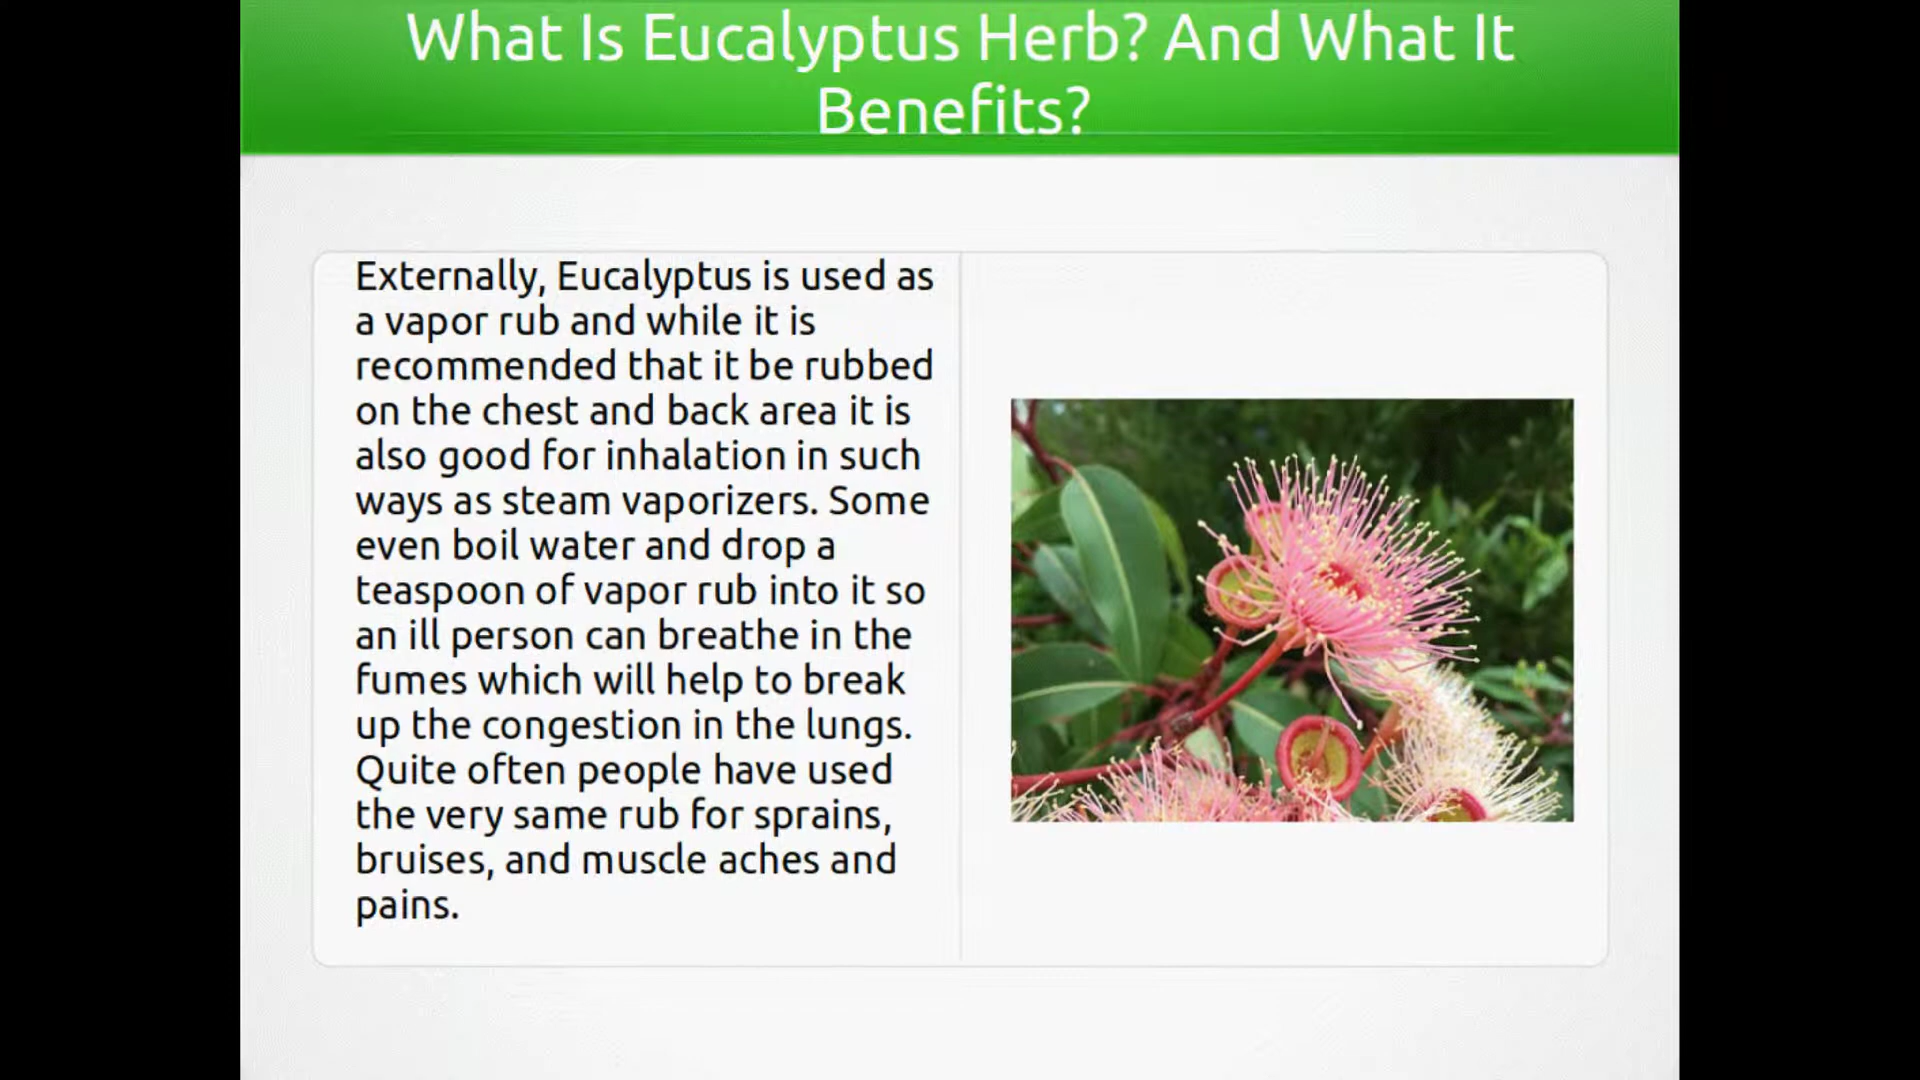 What Is Eucalyptus Herb? And What It
Benefits?
Externally, Eucalyptus is used as
a vapor rub and while it is
recommended that it be rubbed
on the chest and back area it is
also good for inhalation in such
ways as steam vaporizers. Some
even boil water and drop a
teaspoon of vapor rub into it so
an ill person can breathe in the
fumes which will help to break
up the congestion in the lungs.
Quite often people have used
the very same rub for sprains,
bruises, and muscle aches and
pains.